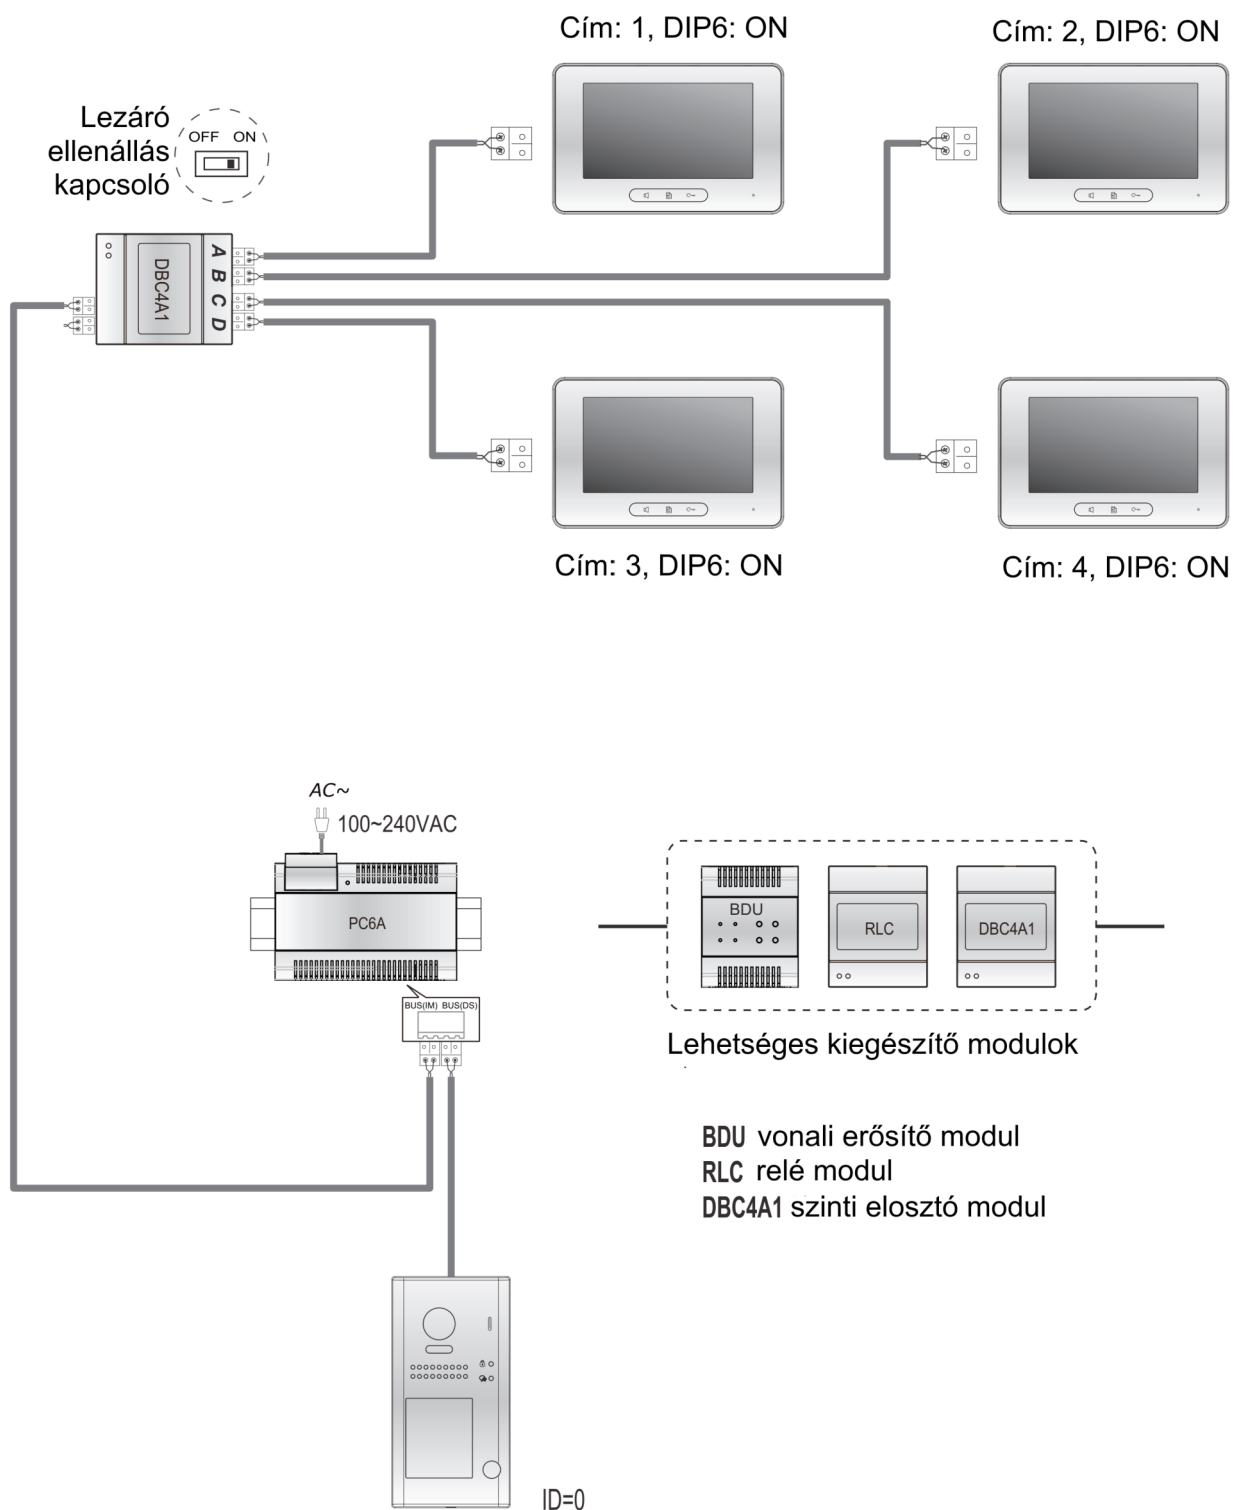 Cím: 1, DIP6: ON
Cím: 2, DIP6: ON
Lezáró
ellenállás
kapcsoló
OFF ON
DBC4A1
A
B
C
D
Cím: 3, DIP6: ON
Cím: 4, DIP6: ON
AC~
100~240VAC
PC6A
BUS(IM) BUS(DS)
BDU
RLC
DBC4A1
Lehetséges kiegészítő modulok
BDU vonali erősítő modul
RLC relé modul
DBC4A1 szinti elosztó modul
ID=0